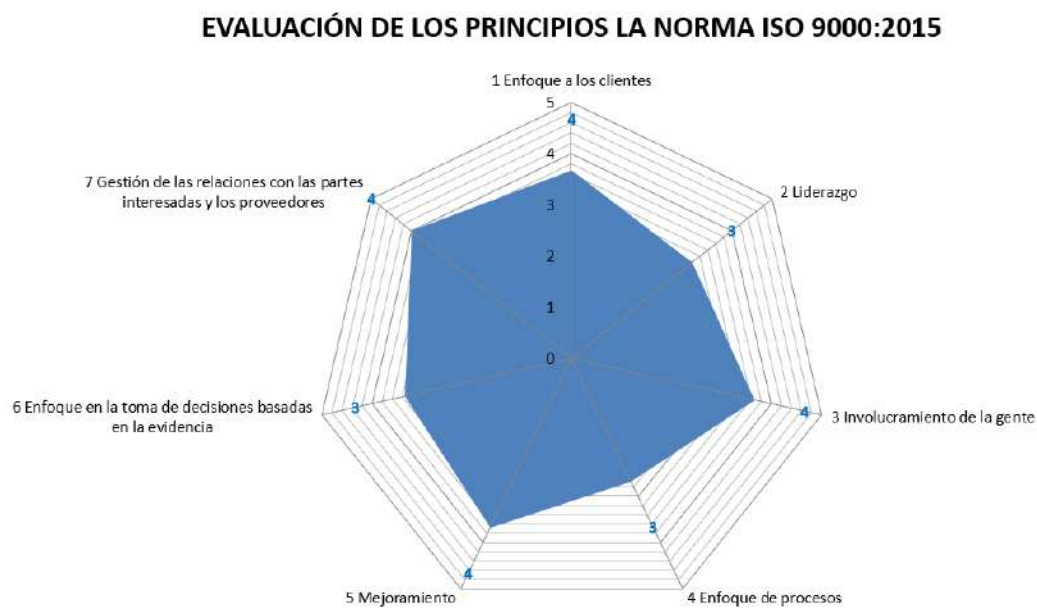 EVALUACIÓN DE LOS PRINCIPIOS LA NORMA ISO 9000:2015
1 Enfoque a los clientes
5
4
4
3
2
1
0
2 Liderazgo
3
4
3 Involucramiento de la gente
3
4 Enfoque de procesos
4
5 Mejoramiento
3
6 Enfoque en la toma de decisiones basadas
en la evidencia
4
7 Gestión de las relaciones con las partes
interesadas y los proveedores